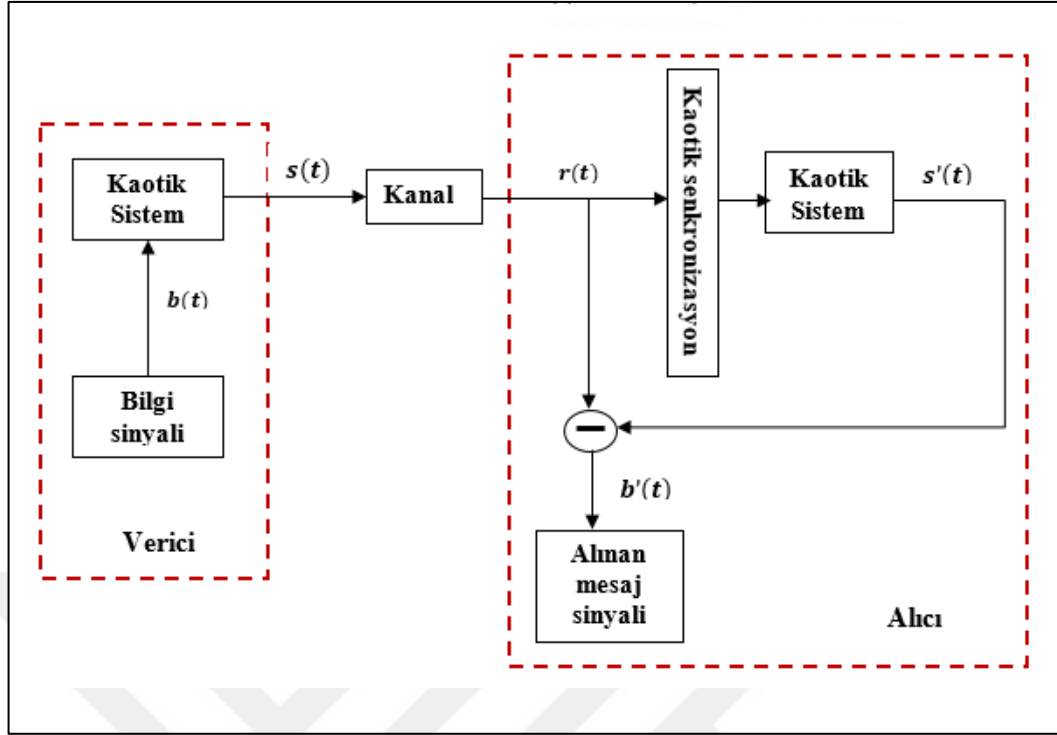 Kaotik
Sistem
s(t)
Kanal
r(t)
Kaotik senkronizasyon
Kaotik
Sistem
s'(t)
b(t)
Bilgi
sinyali
b'(t)
Verici
Alınan
mesaj
sinyali
Alıcı